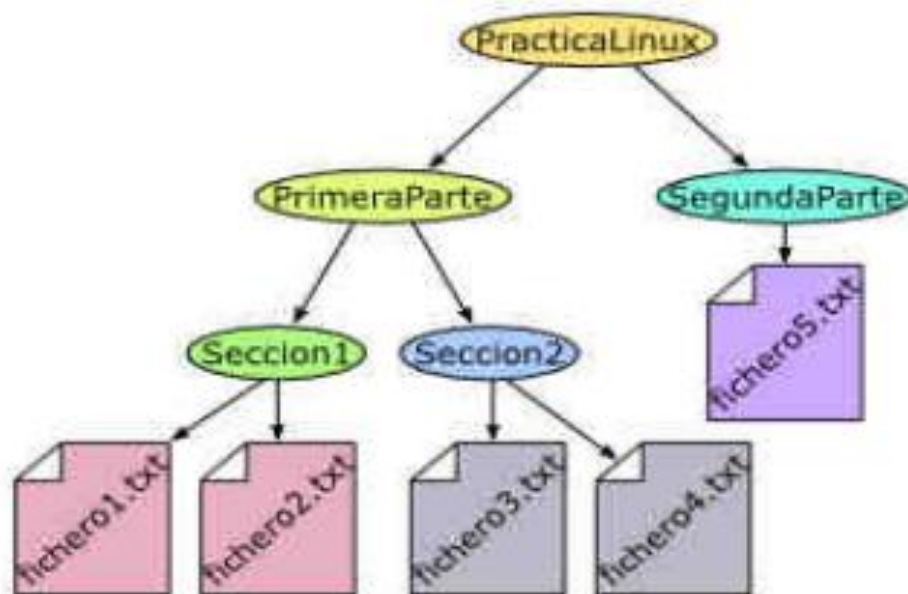 PracticaLinux
PrimeraParte
SegundaParte
Seccion1
Seccion2
fichero5.txt
fichero1.txt
fichero2.txt
fichero3.txt
fichero4.txt